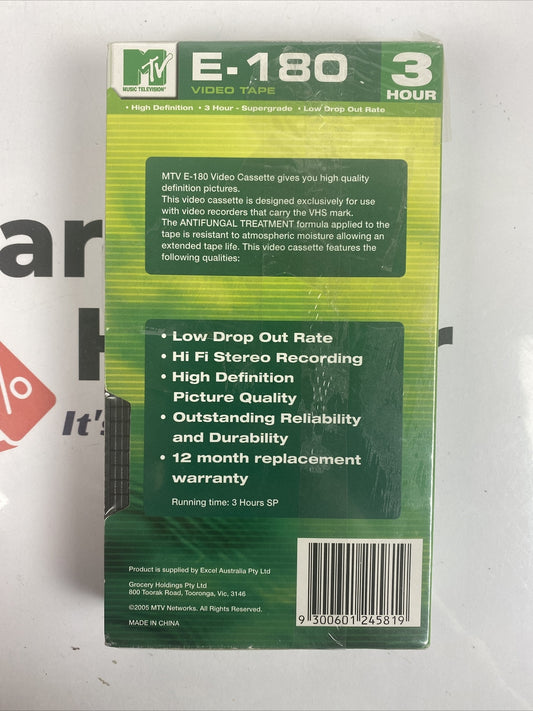 MTV
MUSIC TELEVISION®
E-180
VIDEO TAPE
3
HOUR
• High Definition • 3 Hour - Supergrade • Low Drop Out Rate
MTV E-180 Video Cassette gives you high quality
definition pictures.
This video cassette is designed exclusively for use
with video recorders that carry the VHS mark.
The ANTIFUNGAL TREATMENT formula applied to the
tape is resistant to atmospheric moisture allowing an
extended tape life. This video cassette features the
following qualities:
• Low Drop Out Rate
• Hi Fi Stereo Recording
• High Definition
Picture Quality
• Outstanding Reliability
and Durability
• 12 month replacement
warranty
Running time: 3 Hours SP
Product is supplied by Excel Australia Pty Ltd
Grocery Holdings Pty Ltd
800 Toorak Road, Tooronga, Vic, 3146
©2005 MTV Networks. All Rights Reserved.
MADE IN CHINA
9 300601 245819
ar
H
r
%
It's